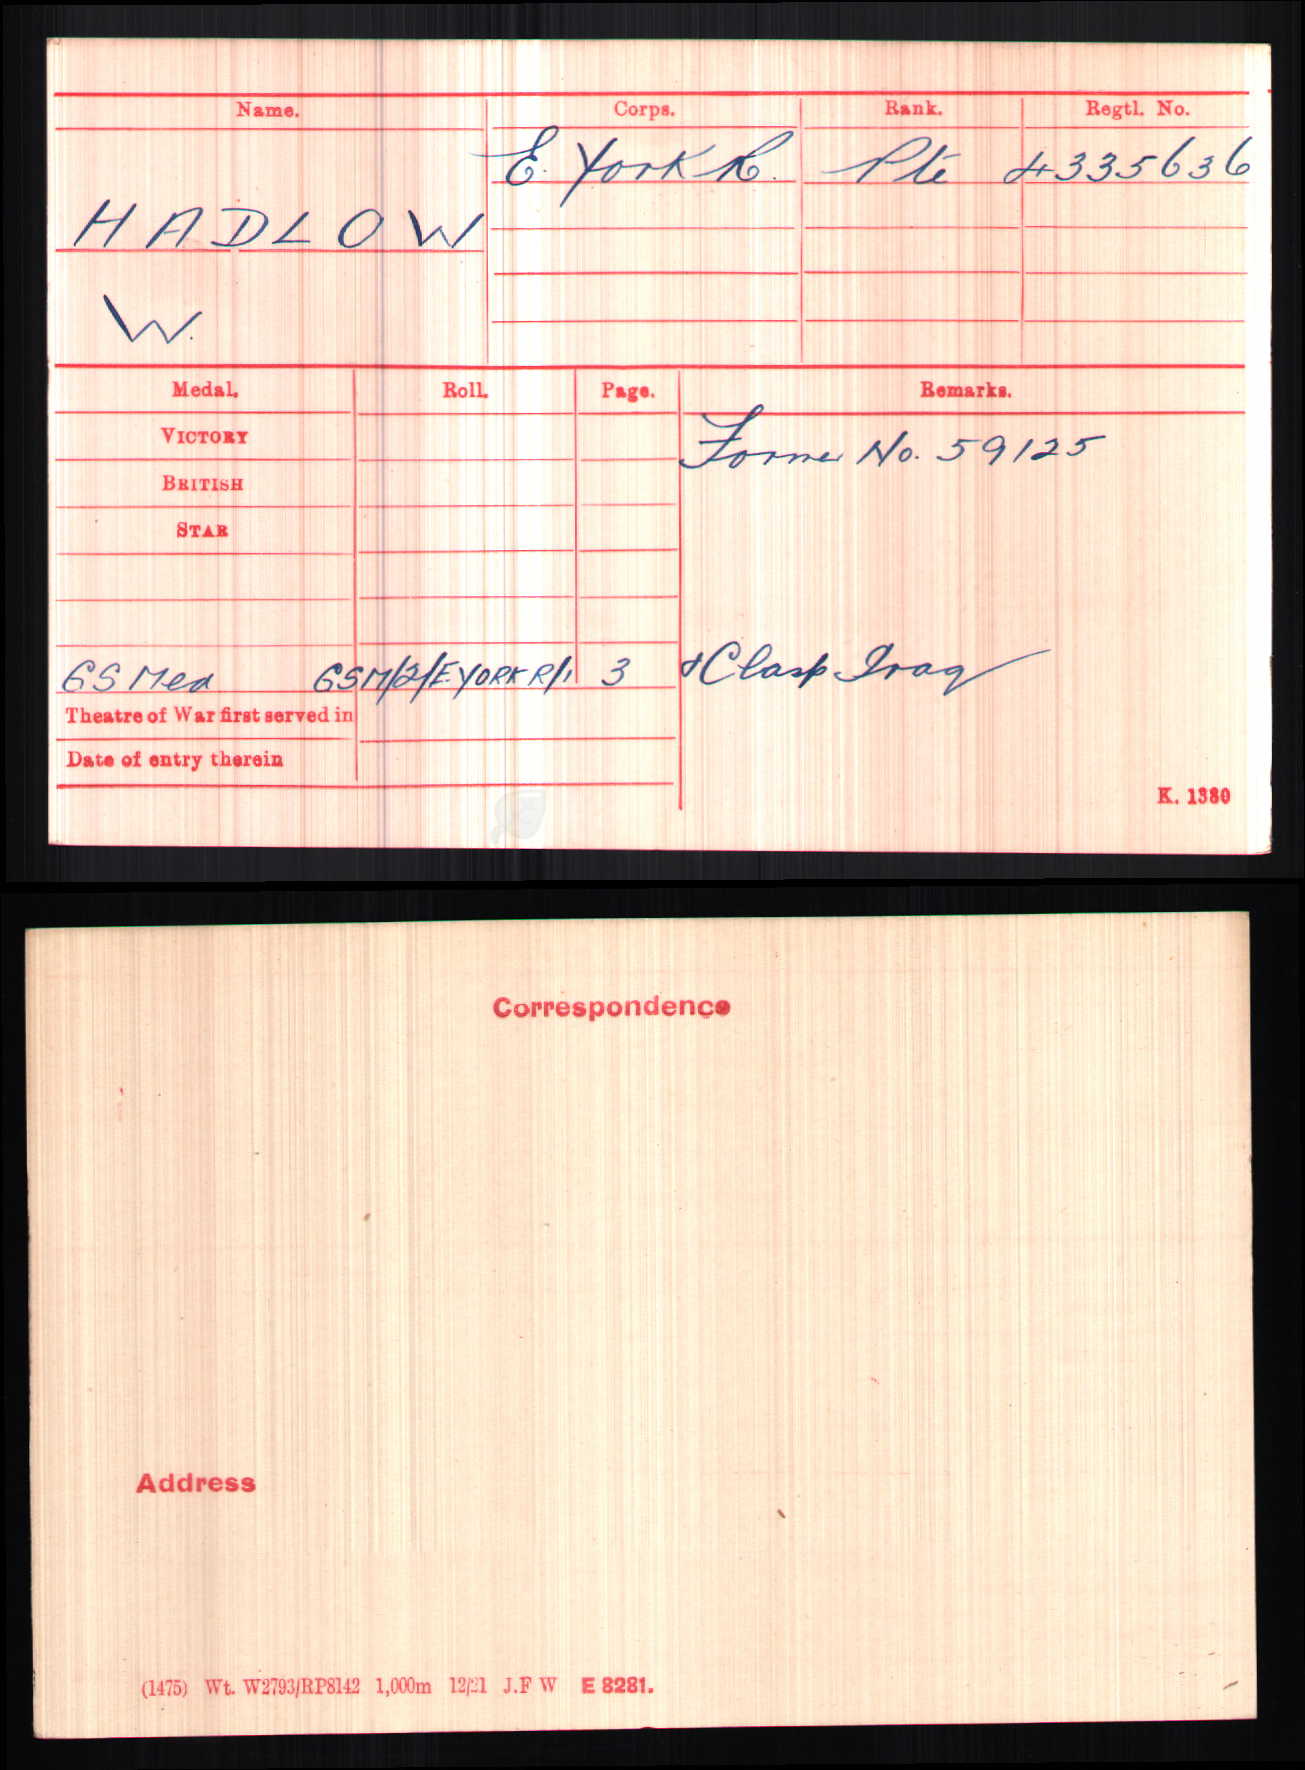 Name. Corps. Rank. Regtl. No.
E. York R. Pte 4335636
HADLOW
W.
Medal. Roll. Page. Remarks.
VICTORY
Former No. 59125
BRITISH
STAR
GS Med GSM/2/E.YORK R/1 3 &Clasp Iraq
Theatre of War first served in
Date of entry therein
K. 1380
Correspondence
Address
(1475) Wt. W2793/RP8142 1,000m 12/21 J.F W E 8281.